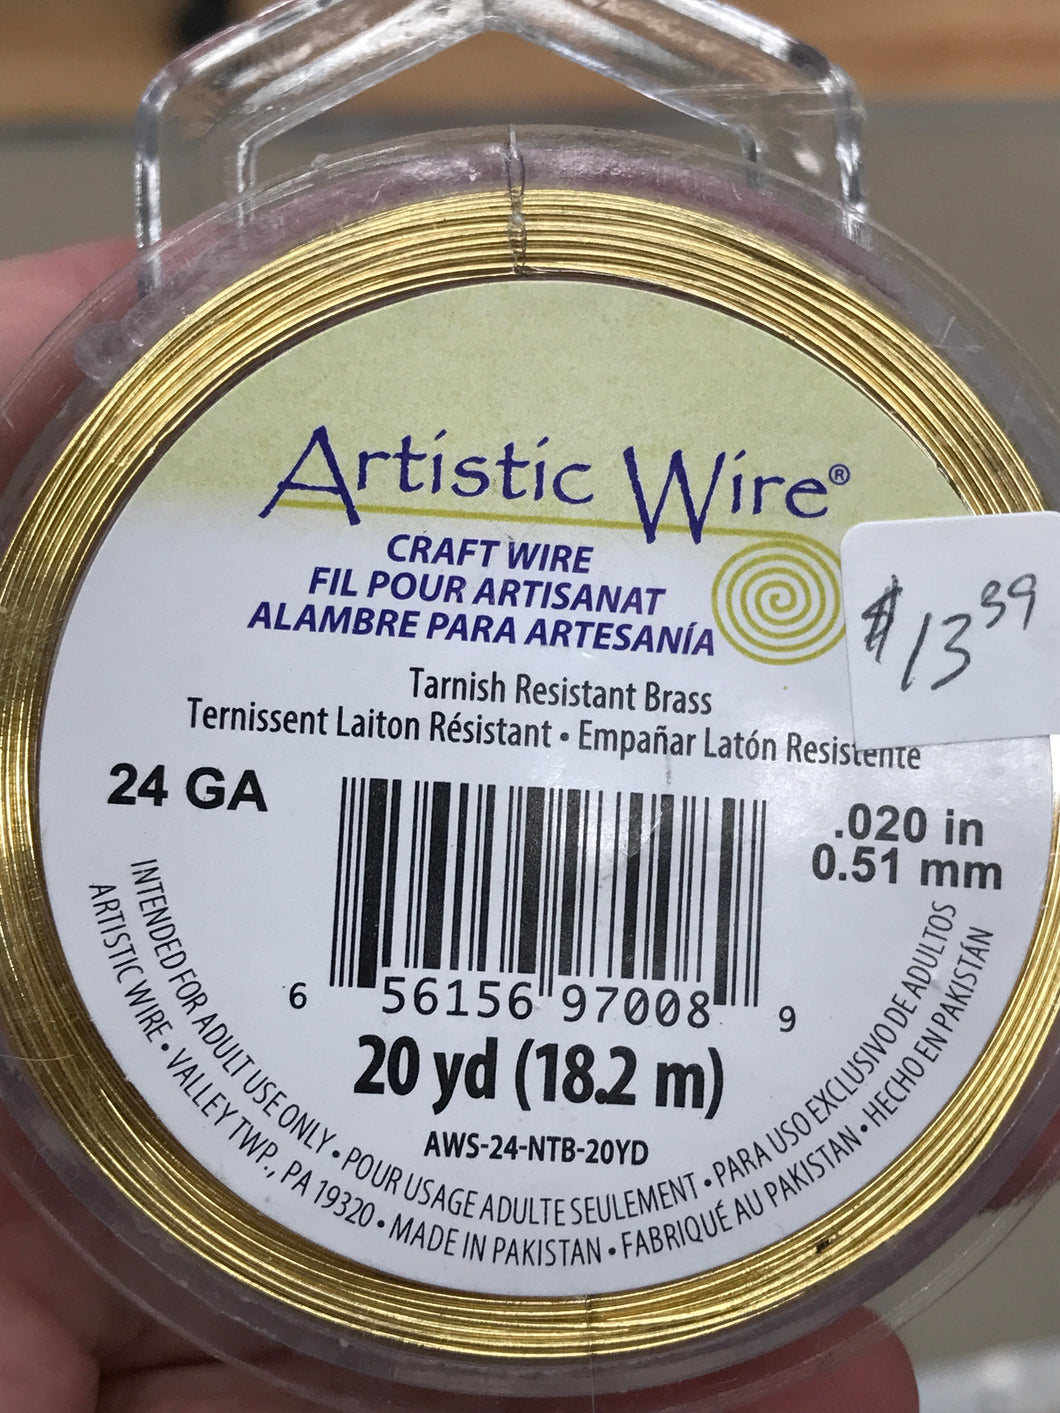 Artistic Wire®
CRAFT WIRE
FIL POUR ARTISANAT
ALAMBRE PARA ARTESANÍA
$13.39
Tarnish Resistant Brass
Ternissent Laiton Résistant • Empañar Latón Resistente
24 GA
.020 in
0.51 mm
6 56156 97008 9
20 yd (18.2 m)
AWS-24-NTB-20YD
INTENDED FOR ADULT USE ONLY • POUR USAGE ADULTE SEULEMENT • PARA USO EXCLUSIVO DE ADULTOS
ARTISTIC WIRE • VALLEY TWP., PA 19320 • MADE IN PAKISTAN • FABRIQUÉ AU PAKISTAN • HECHO EN PAKISTÁN